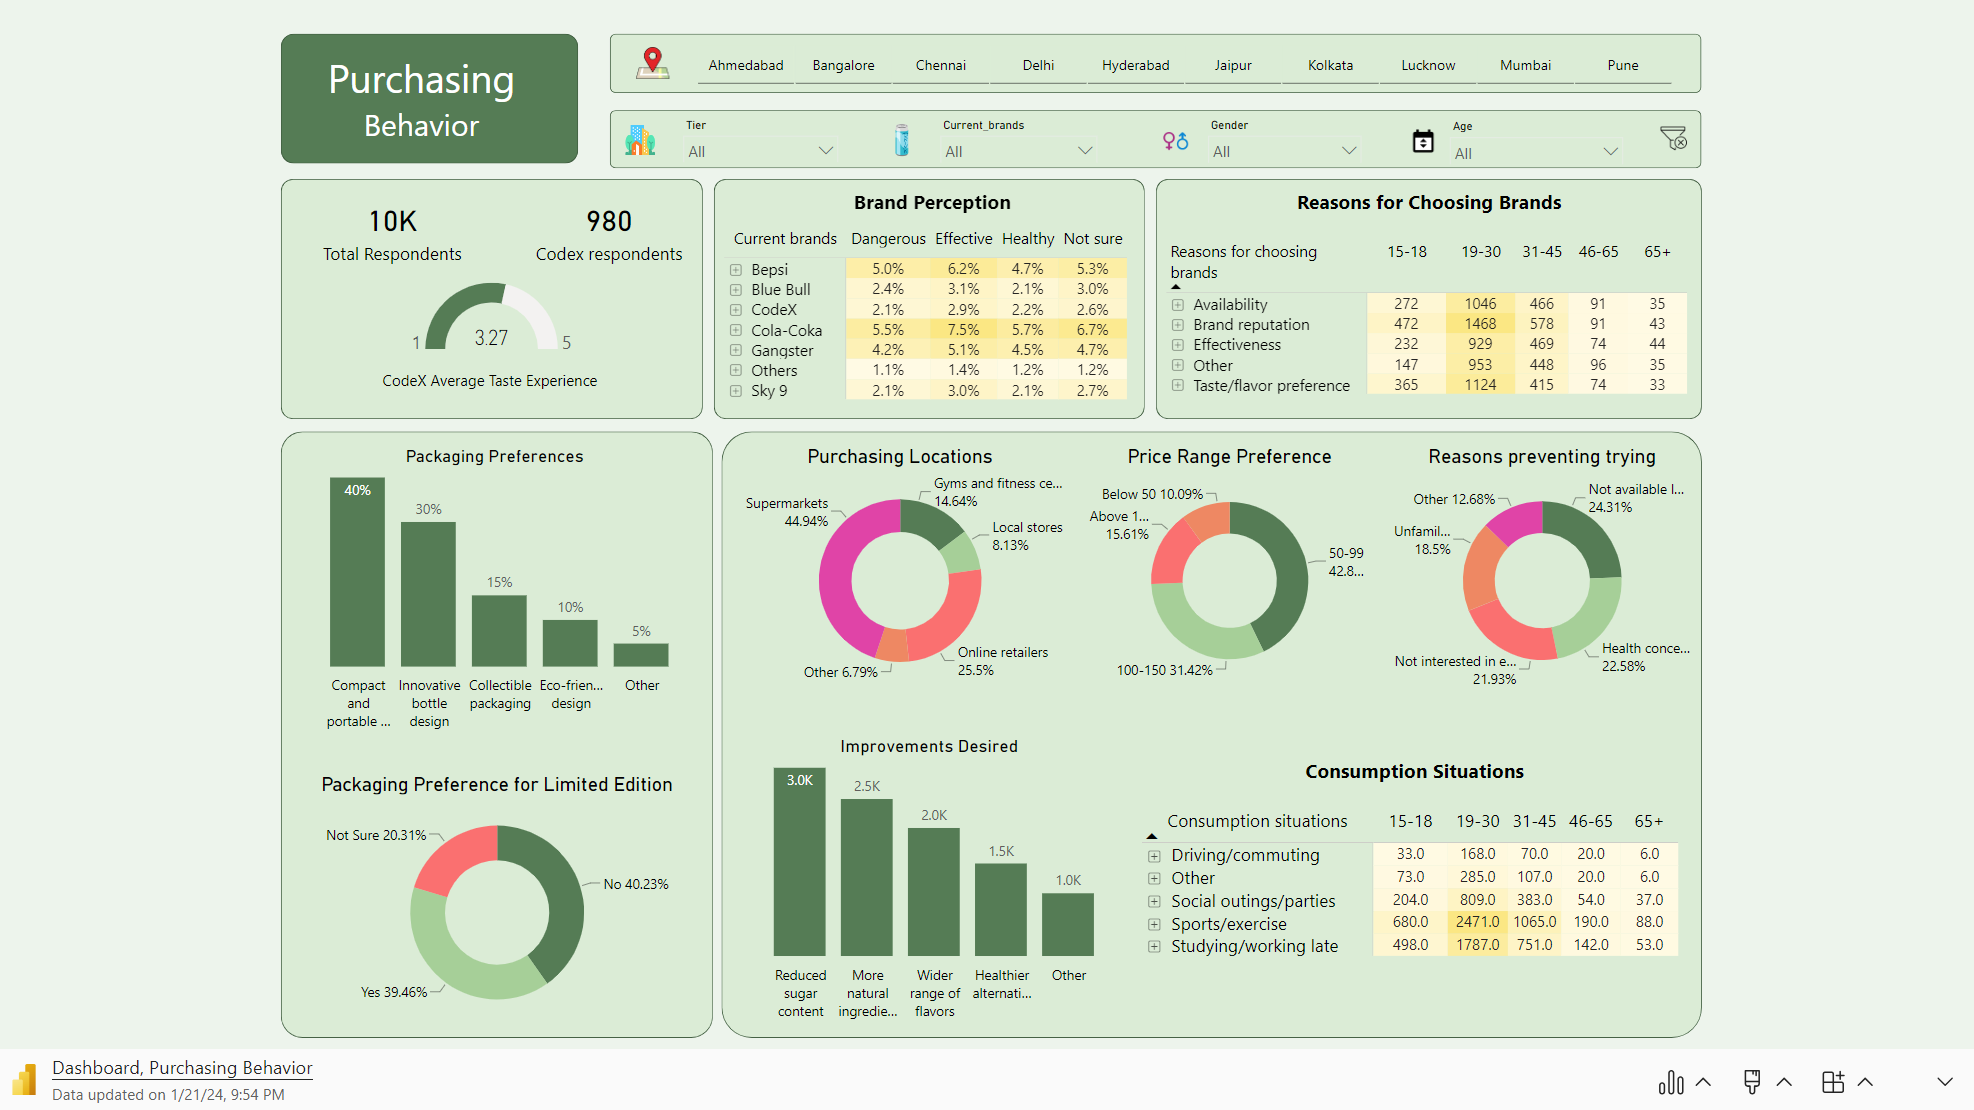 Purchasing
Behavior
Ahmedabad Bangalore Chennai Delhi Hyderabad Jaipur Kolkata Lucknow Mumbai Pune
Tier Current_brands Gender Age
All All All All
10K 980
Total Respondents Codex respondents
1 3.27 5
CodeX Average Taste Experience
Brand Perception
Current brands Dangerous Effective Healthy Not sure
Bepsi 5.0% 6.2% 4.7% 5.3%
Blue Bull 2.4% 3.1% 2.1% 3.0%
CodeX 2.1% 2.9% 2.2% 2.6%
Cola-Coka 5.5% 7.5% 5.7% 6.7%
Gangster 4.2% 5.1% 4.5% 4.7%
Others 1.1% 1.4% 1.2% 1.2%
Sky 9 2.1% 3.0% 2.1% 2.7%
Reasons for Choosing Brands
Reasons for choosing 15-18 19-30 31-45 46-65 65+
brands
Availability 272 1046 466 91 35
Brand reputation 472 1468 578 91 43
Effectiveness 232 929 469 74 44
Other 147 953 448 96 35
Taste/flavor preference 365 1124 415 74 33
Packaging Preferences
40%
30%
15%
10%
5%
Compact Innovative Collectible Eco-frien... Other
and bottle packaging design
portable ... design
Packaging Preference for Limited Edition
Not Sure 20.31%
No 40.23%
Yes 39.46%
Purchasing Locations
Gyms and fitness ce...
14.64%
Supermarkets
44.94%
Local stores
8.13%
Online retailers
25.5%
Other 6.79%
Price Range Preference
Below 50 10.09%
Above 1...
15.61%
50-99
42.8...
100-150 31.42%
Reasons preventing trying
Not available l...
24.31%
Other 12.68%
Unfamil...
18.5%
Health conce...
22.58%
Not interested in e...
21.93%
Improvements Desired
3.0K
2.5K
2.0K
1.5K
1.0K
Reduced More Wider Healthier Other
sugar natural range of alternati...
content ingredie... flavors
Consumption Situations
Consumption situations 15-18 19-30 31-45 46-65 65+
Driving/commuting 33.0 168.0 70.0 20.0 6.0
Other 73.0 285.0 107.0 20.0 6.0
Social outings/parties 204.0 809.0 383.0 54.0 37.0
Sports/exercise 680.0 2471.0 1065.0 190.0 88.0
Studying/working late 498.0 1787.0 751.0 142.0 53.0
Dashboard, Purchasing Behavior
Data updated on 1/21/24, 9:54 PM